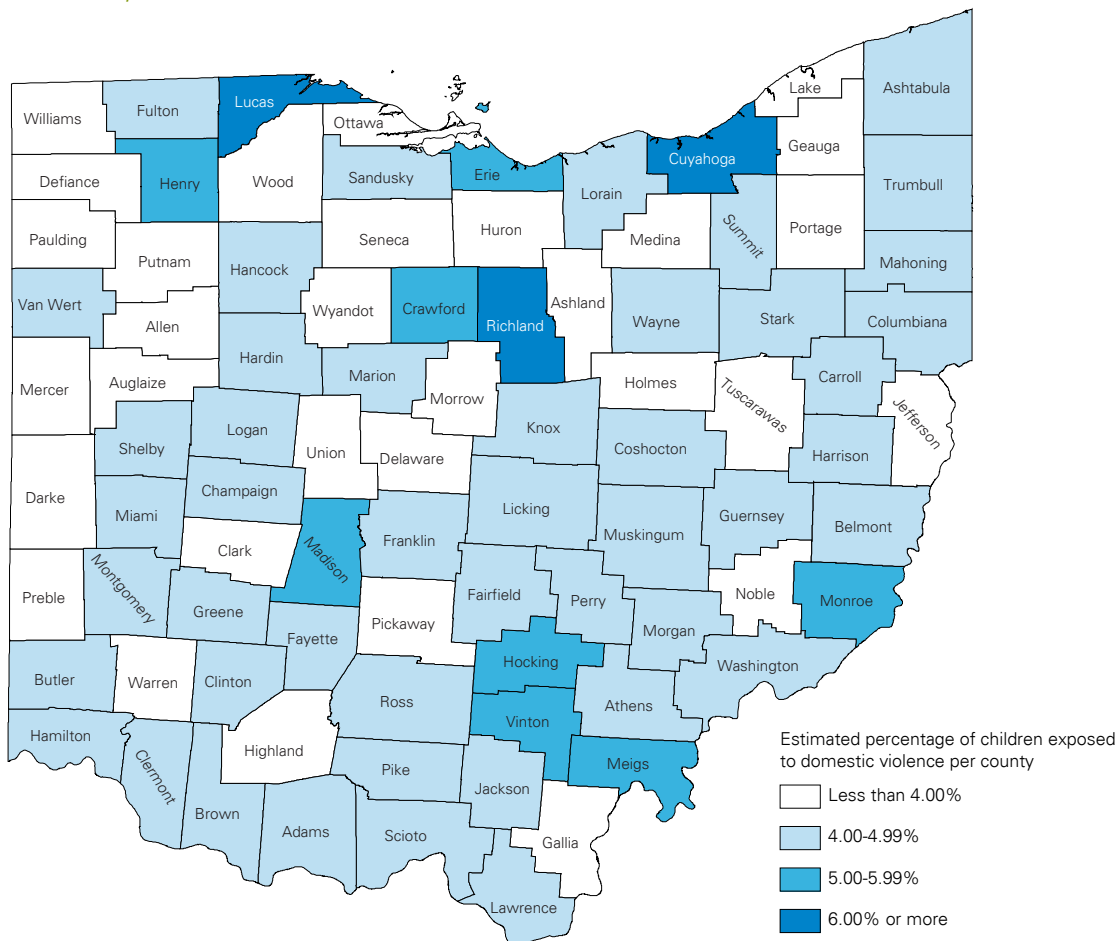 Lake
Ashtabula
Lucas
Fulton
Williams
Ottawa
Geauga
Cuyahoga
Wood
Sandusky
Erie
Henry
Defiance
Lorain
Trumbull
Summit
Portage
Huron
Seneca
Medina
Paulding
Putnam
Hancock
Mahoning
Van Wert
Wyandot
Crawford
Ashland
Richland
Wayne
Stark
Columbiana
Allen
Hardin
Marion
Carroll
Mercer
Auglaize
Holmes
Tuscarawas
Morrow
Jefferson
Logan
Knox
Shelby
Union
Delaware
Coshocton
Harrison
Champaign
Darke
Miami
Licking
Guernsey
Belmont
Franklin
Muskingum
Clark
Madison
Montgomery
Preble
Greene
Fairfield
Perry
Noble
Monroe
Pickaway
Fayette
Morgan
Hocking
Washington
Butler
Warren
Clinton
Ross
Athens
Vinton
Hamilton
Highland
Meigs
Clermont
Pike
Jackson
Brown
Adams
Scioto
Gallia
Lawrence
Estimated percentage of children exposed
to domestic violence per county
Less than 4.00%
4.00-4.99%
5.00-5.99%
6.00% or more